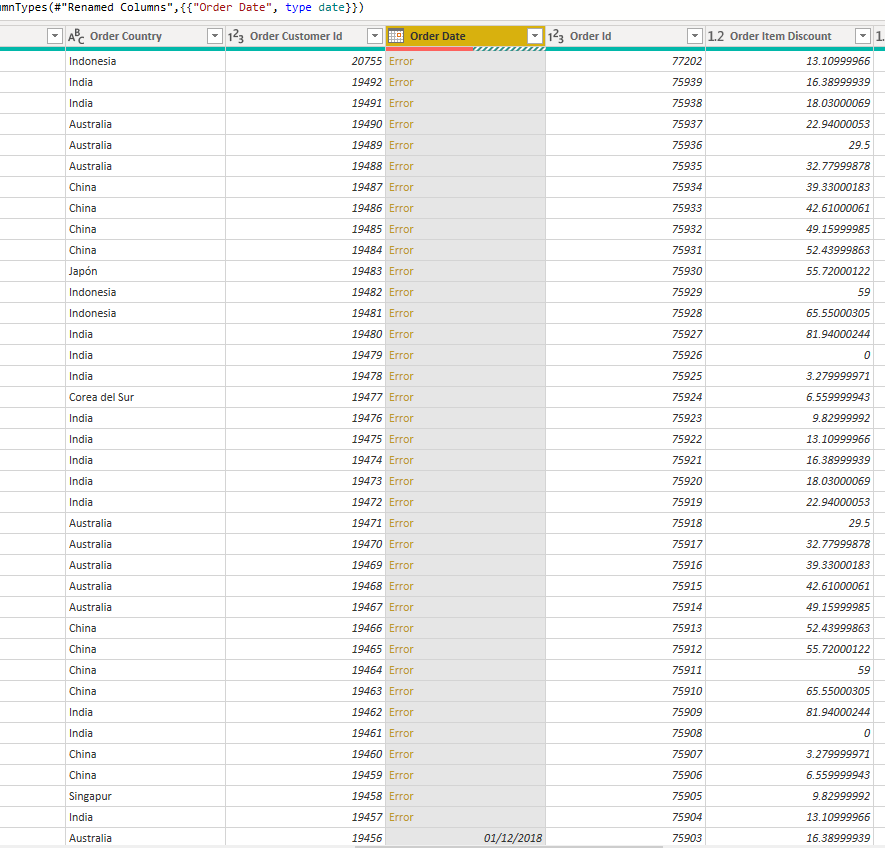 umnTypes(#"Renamed Columns",{{"Order Date", type date}})
ABC Order Country 123 Order Customer Id Order Date 123 Order Id 1.2 Order Item Discount 1.
Indonesia 20755 Error 77202 13.10999966
India 19492 Error 75939 16.38999939
India 19491 Error 75938 18.03000069
Australia 19490 Error 75937 22.94000053
Australia 19489 Error 75936 29.5
Australia 19488 Error 75935 32.77999878
China 19487 Error 75934 39.33000183
China 19486 Error 75933 42.61000061
China 19485 Error 75932 49.15999985
China 19484 Error 75931 52.43999863
Japón 19483 Error 75930 55.72000122
Indonesia 19482 Error 75929 59
Indonesia 19481 Error 75928 65.55000305
India 19480 Error 75927 81.94000244
India 19479 Error 75926 0
India 19478 Error 75925 3.279999971
Corea del Sur 19477 Error 75924 6.559999943
India 19476 Error 75923 9.82999992
India 19475 Error 75922 13.10999966
India 19474 Error 75921 16.38999939
India 19473 Error 75920 18.03000069
India 19472 Error 75919 22.94000053
Australia 19471 Error 75918 29.5
Australia 19470 Error 75917 32.77999878
Australia 19469 Error 75916 39.33000183
Australia 19468 Error 75915 42.61000061
Australia 19467 Error 75914 49.15999985
China 19466 Error 75913 52.43999863
China 19465 Error 75912 55.72000122
China 19464 Error 75911 59
China 19463 Error 75910 65.55000305
India 19462 Error 75909 81.94000244
India 19461 Error 75908 0
China 19460 Error 75907 3.279999971
China 19459 Error 75906 6.559999943
Singapur 19458 Error 75905 9.82999992
India 19457 Error 75904 13.10999966
Australia 19456 01/12/2018 75903 16.38999939